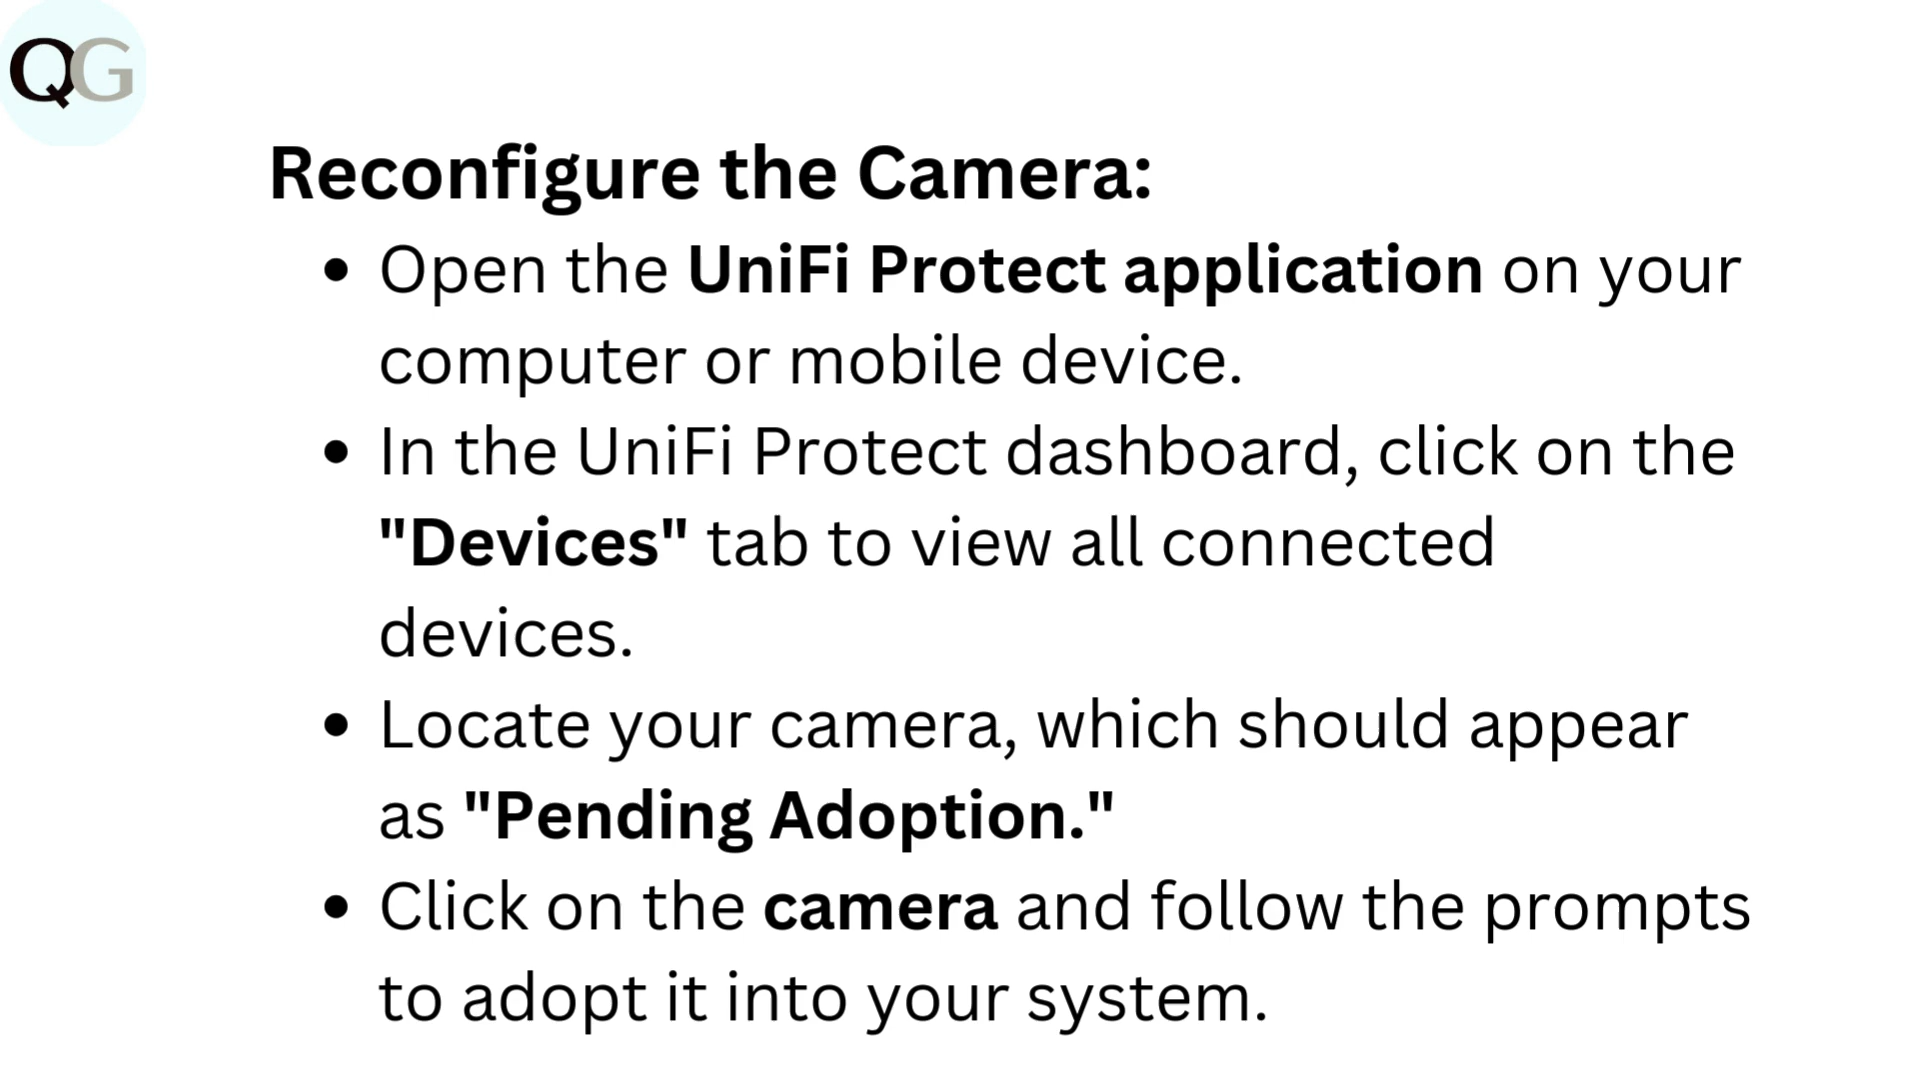 QG
Reconfigure the Camera:
• Open the UniFi Protect application on your
computer or mobile device.
• In the UniFi Protect dashboard, click on the
"Devices" tab to view all connected
devices.
• Locate your camera, which should appear
as "Pending Adoption."
• Click on the camera and follow the prompts
to adopt it into your system.